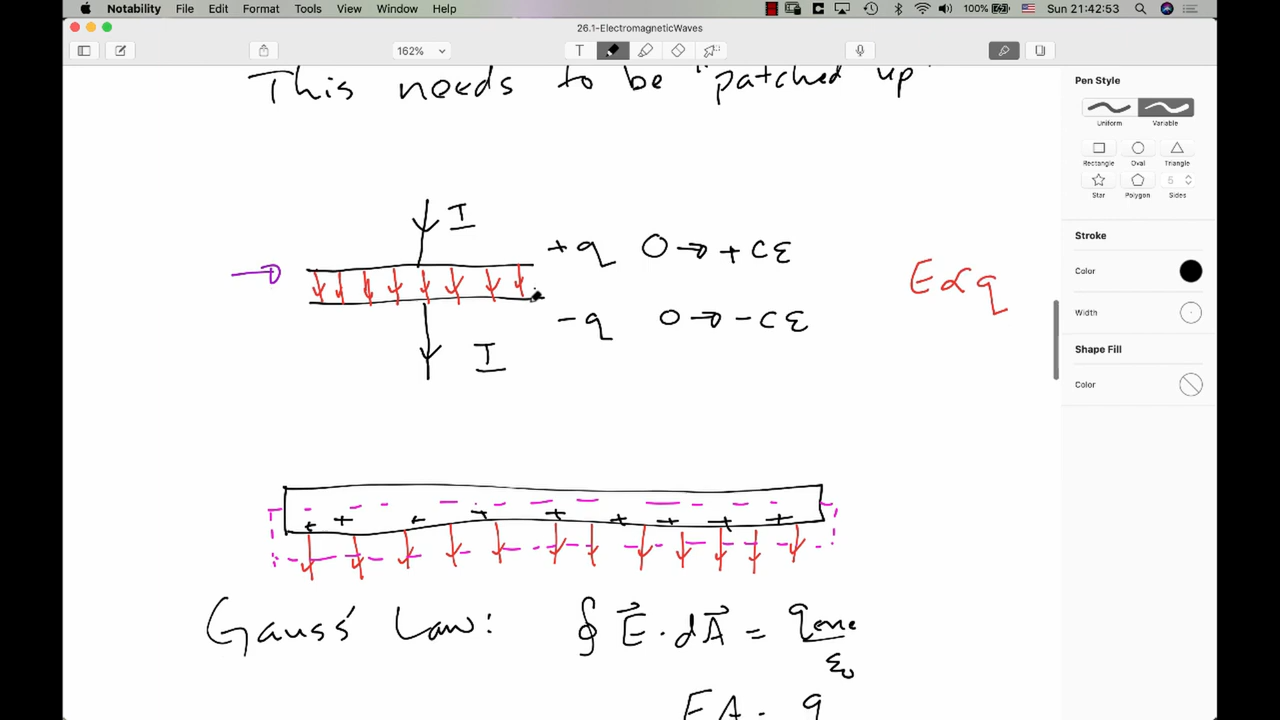 Notability File Edit Format Tools View Window Help 100% Sun 21:42:53
26.1-ElectromagneticWaves
162% T
This needs to be "patched up"
Pen Style
Uniform Variable
Rectangle Oval Triangle
5
Star Polygon Sides
Stroke
Color
Width
Shape Fill
Color
I
+q 0→+Cε
E∝q
-q 0→-Cε
I
+ + + + + + + + +
Gauss' Law: ∮E⃗·dA⃗ = qenc/ε0
EA = q